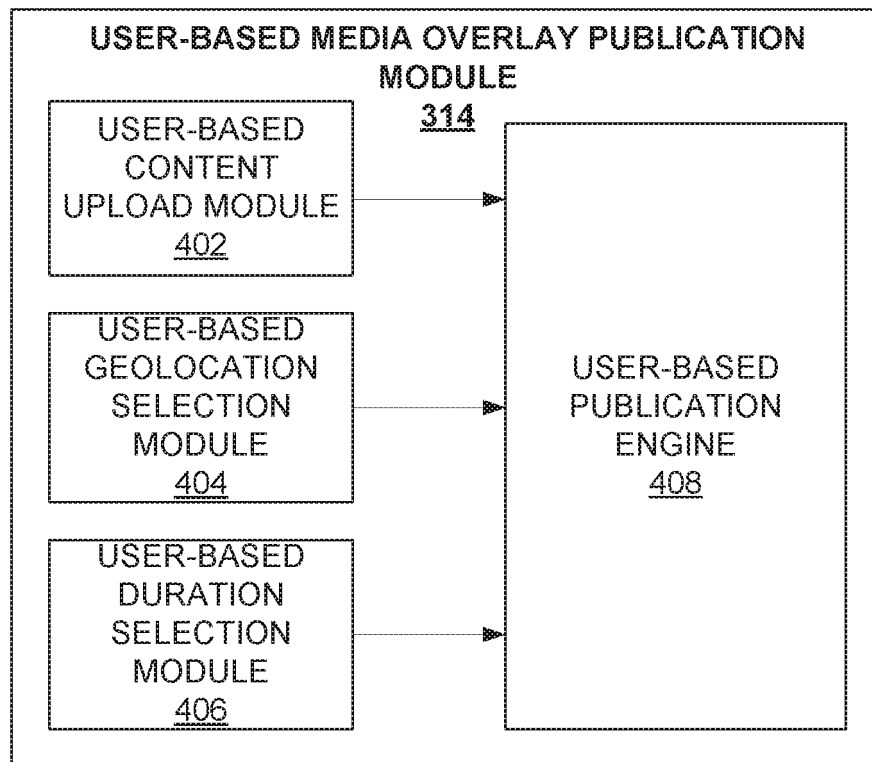 USER-BASED MEDIA OVERLAY PUBLICATION
MODULE
314
USER-BASED
CONTENT
UPLOAD MODULE
402
USER-BASED
GEOLOCATION
SELECTION
MODULE
404
USER-BASED
DURATION
SELECTION
MODULE
406
USER-BASED
PUBLICATION
ENGINE
408